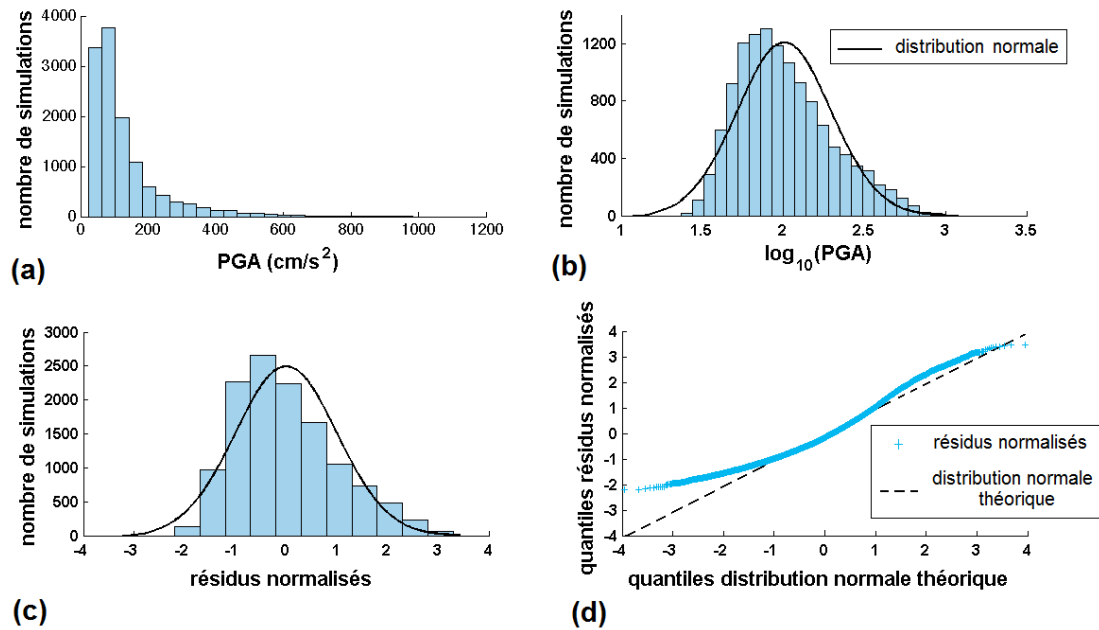 nombre de simulations
4000
3000
2000
1000
0
0 200 400 600 800 1000 1200
PGA (cm/s²)
(a)
nombre de simulations
1200
800
400
0
1 1.5 2 2.5 3 3.5
log₁₀(PGA)
distribution normale
(b)
nombre de simulations
3000
2500
2000
1500
1000
500
0
-4 -3 -2 -1 0 1 2 3 4
résidus normalisés
(c)
quantiles résidus normalisés
4
3
2
1
0
-1
-2
-3
-4
-4 -3 -2 -1 0 1 2 3 4
quantiles distribution normale théorique
résidus normalisés
distribution normale
théorique
(d)